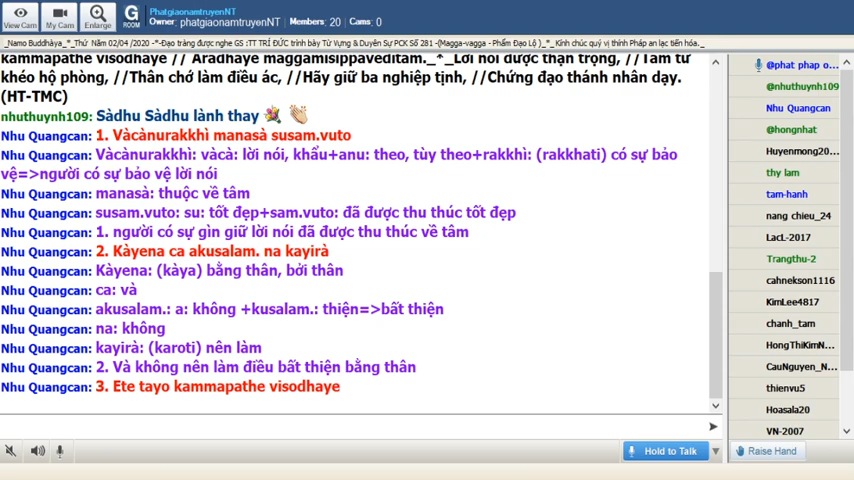 View Cam
My Cam
Enlarge
G
ROOM
PhatgiaonamtruyenNT
Owner: phatgiaonamtruyenNT | Members: 20 | Cams: 0
_Namo Buddhàya_*_Thứ Năm 02/04 /2020 -*-Đạo tràng được nghe GS :TT TRÍ ĐỨC trình bày Từ Vựng & Duyên Sự PCK Số 281 -(Magga-vagga - Phẩm Đạo Lộ )_*_Kính chúc quý vị thính Pháp an lạc tiến hóa._
kammapathe visodhaye // Àràdhaye maggamisippaveditam._*_Lời nói được thận trọng, //Tâm tư
khéo hộ phòng, //Thân chớ làm điều ác, //Hãy giữ ba nghiệp tịnh, //Chứng đạo thánh nhân dạy.
(HT-TMC)
nhuthuynh109: Sàdhu Sàdhu lành thay
Nhu Quangcan: 1. Vàcànurakkhì manasà susam.vuto
Nhu Quangcan: Vàcànurakkhì: vàcà: lời nói, khẩu+anu: theo, tùy theo+rakkhi: (rakkhati) có sự bảo
vệ=>người có sự bảo vệ lời nói
Nhu Quangcan: manasà: thuộc về tâm
Nhu Quangcan: susam.vuto: su: tốt đẹp+sam.vuto: đã được thu thúc tốt đẹp
Nhu Quangcan: 1. người có sự gìn giữ lời nói đã được thu thúc về tâm
Nhu Quangcan: 2. Kàyena ca akusalam. na kayirà
Nhu Quangcan: Kàyena: (kàya) bằng thân, bởi thân
Nhu Quangcan: ca: và
Nhu Quangcan: akusalam.: a: không +kusalam.: thiện=>bất thiện
Nhu Quangcan: na: không
Nhu Quangcan: kayirà: (karoti) nên làm
Nhu Quangcan: 2. Và không nên làm điều bất thiện bằng thân
Nhu Quangcan: 3. Ete tayo kammapathe visodhaye
Hold to Talk
@phat phap o...
@nhuthuynh109
Nhu Quangcan
@hongnhat
Huyenmong20...
thy lam
tam-hanh
nang chieu_24
LacL-2017
Trangthu-2
cahnekson1116
KimLee4817
chanh_tam
HongThiKimN...
CauNguyen_N...
thienvu5
Hoasala20
VN-2007
Raise Hand